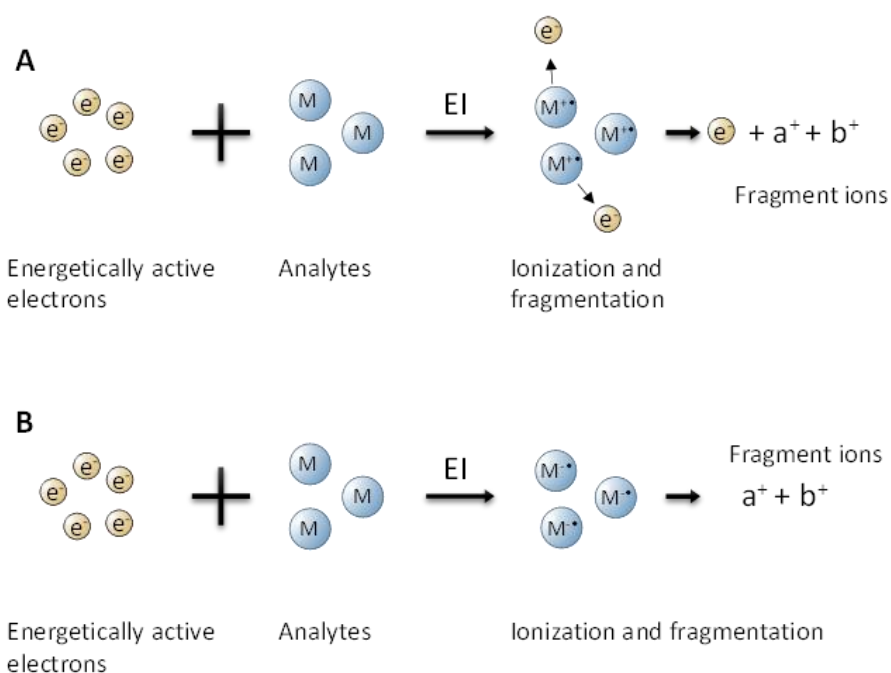 A
e⁻
e⁻ e⁻ e⁻ e⁻ e⁻ + M M M EI M⁺• M⁺• M⁺• e⁻ + a⁺ + b⁺
e⁻
Fragment ions
Energetically active electrons
Analytes
Ionization and fragmentation
B
Fragment ions
e⁻ e⁻ e⁻ e⁻ e⁻ + M M M EI M⁻• M⁻• M⁻• a⁺ + b⁺
Energetically active electrons
Analytes
Ionization and fragmentation